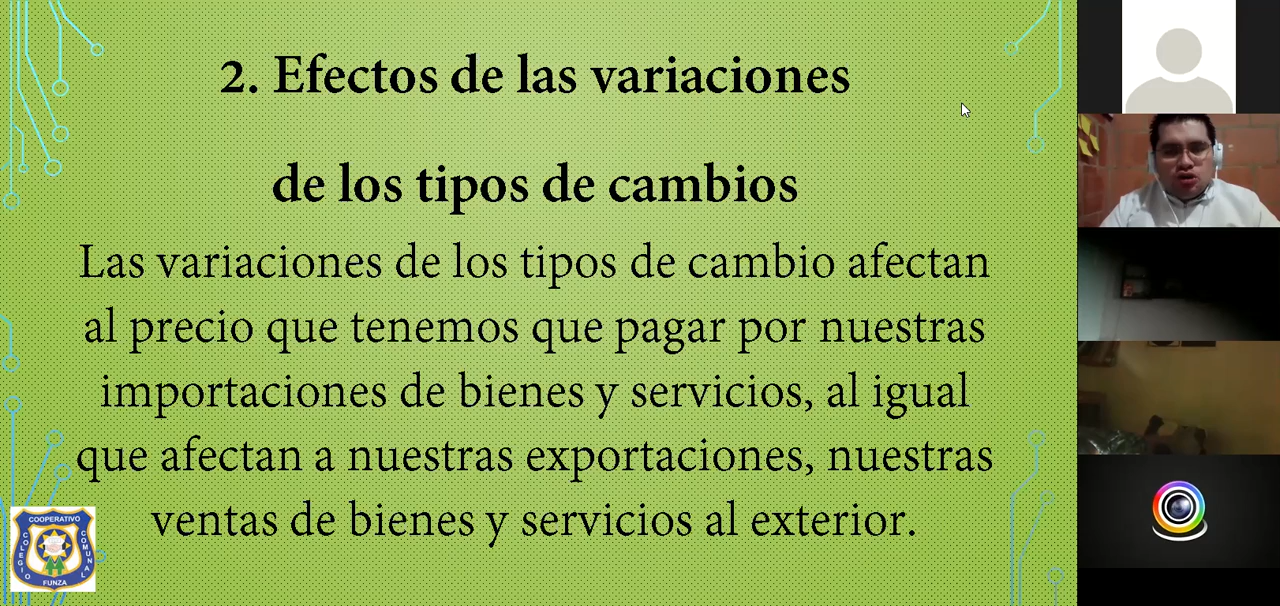 2. Efectos de las variaciones
de los tipos de cambios
Las variaciones de los tipos de cambio afectan
al precio que tenemos que pagar por nuestras
importaciones de bienes y servicios, al igual
que afectan a nuestras exportaciones, nuestras
ventas de bienes y servicios al exterior.
COOPERATIVO
COLEGIO
COMUNAL
FUNZA